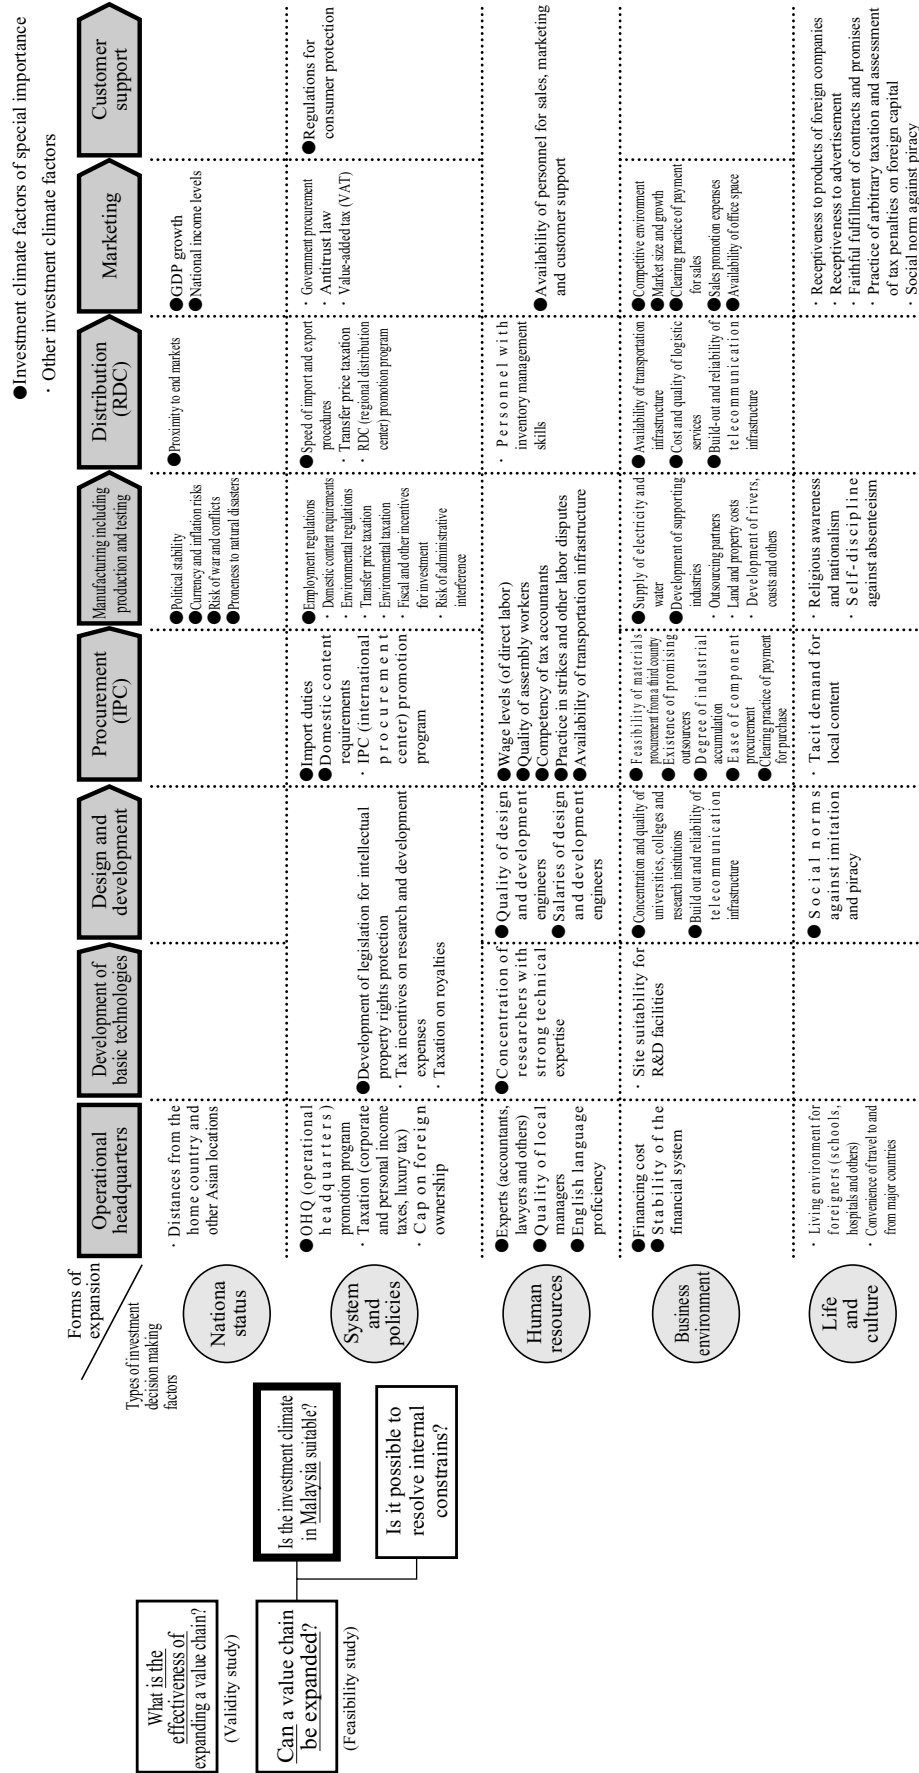 ●Investment climate factors of special importance
· Other investment climate factors
What is the
effectiveness of
expanding a value chain?
(Validity study)
Can a value chain
be expanded?
(Feasibility study)
Is the investment climate
in Malaysia suitable?
Is it possible to
resolve internal
constrains?
Forms of
expansion
Types of investment
decision making
factors
Operational
headquarters
Development of
basic technologies
Design and
development
Procurement
(IPC)
Manufacturing including
production and testing
Distribution
(RDC)
Marketing
Customer
support
Nationa
status
· Distances from the
home country and
other Asian locations
●Political stability
●Currency and inflation risks
●Risk of war and conflicts
●Proneness to natural disasters
●Proximity to end markets
●GDP growth
●National income levels
System
and
policies
●OHQ (operational
headquarters)
promotion program
· Taxation (corporate
and personal income
taxes, luxury tax)
· Cap on foreign
ownership
●Development of legislation for intellectual
property rights protection
· Tax incentives on research and development
expenses
· Taxation on royalties
●Import duties
●Domestic content
requirements
· IPC (international
procurement
center) promotion
program
●Employment regulations
· Domestic content requirements
· Environmental regulations
· Transfer price taxation
· Environmental taxation
· Fiscal and other incentives
for investment
· Risk of administrative
interference
●Speed of import and export
procedures
· Transfer price taxation
· RDC (regional distribution
center) promotion program
· Government procurement
· Antitrust law
· Value-added tax (VAT)
●Regulations for
consumer protection
Human
resources
●Experts (accountants,
lawyers and others)
●Quality of local
managers
●English language
proficiency
●Concentration of
researchers with
strong technical
expertise
●Quality of design
and development
engineers
●Salaries of design
and development
engineers
●Wage levels (of direct labor)
●Quality of assembly workers
●Competency of tax accountants
●Practice in strikes and other labor disputes
●Availability of transportation infrastructure
· Personnel with
inventory management
skills
●Availability of personnel for sales, marketing
and customer support
Business
environment
●Financing cost
●Stability of the
financial system
· Site suitability for
R&D facilities
●Concentration and quality of
universities, colleges and
research institutions
●Build out and reliability of
telecommunication
infrastructure
●Feasibility of materials
procurement from a third country
●Existence of promising
outsourcers
●Degree of industrial
accumulation
●Ease of component
procurement
●Clearing practice of payment
for purchase
●Supply of electricity and
water
●Development of supporting
industries
· Outsourcing partners
· Land and property costs
· Development of rivers,
coasts and others
●Availability of transportation
infrastructure
●Cost and quality of logistic
services
●Build-out and reliability of
telecommunication
infrastructure
●Competitive environment
●Market size and growth
●Clearing practice of payment
for sales
●Sales promotion expenses
●Availability of office space
Life
and
culture
· Living environment for
foreigners (schools,
hospitals and others)
· Convenience of travel to and
from major countries
●Social norms
against imitation
and piracy
· Tacit demand for
local content
· Religious awareness
and nationalism
· Self-discipline
against absenteeism
· Receptiveness to products of foreign companies
· Receptiveness to advertisement
Faithful fulfillment of contracts and promises
· Practice of arbitrary taxation and assessment
of tax penalties on foreign capital
Social norm against piracy